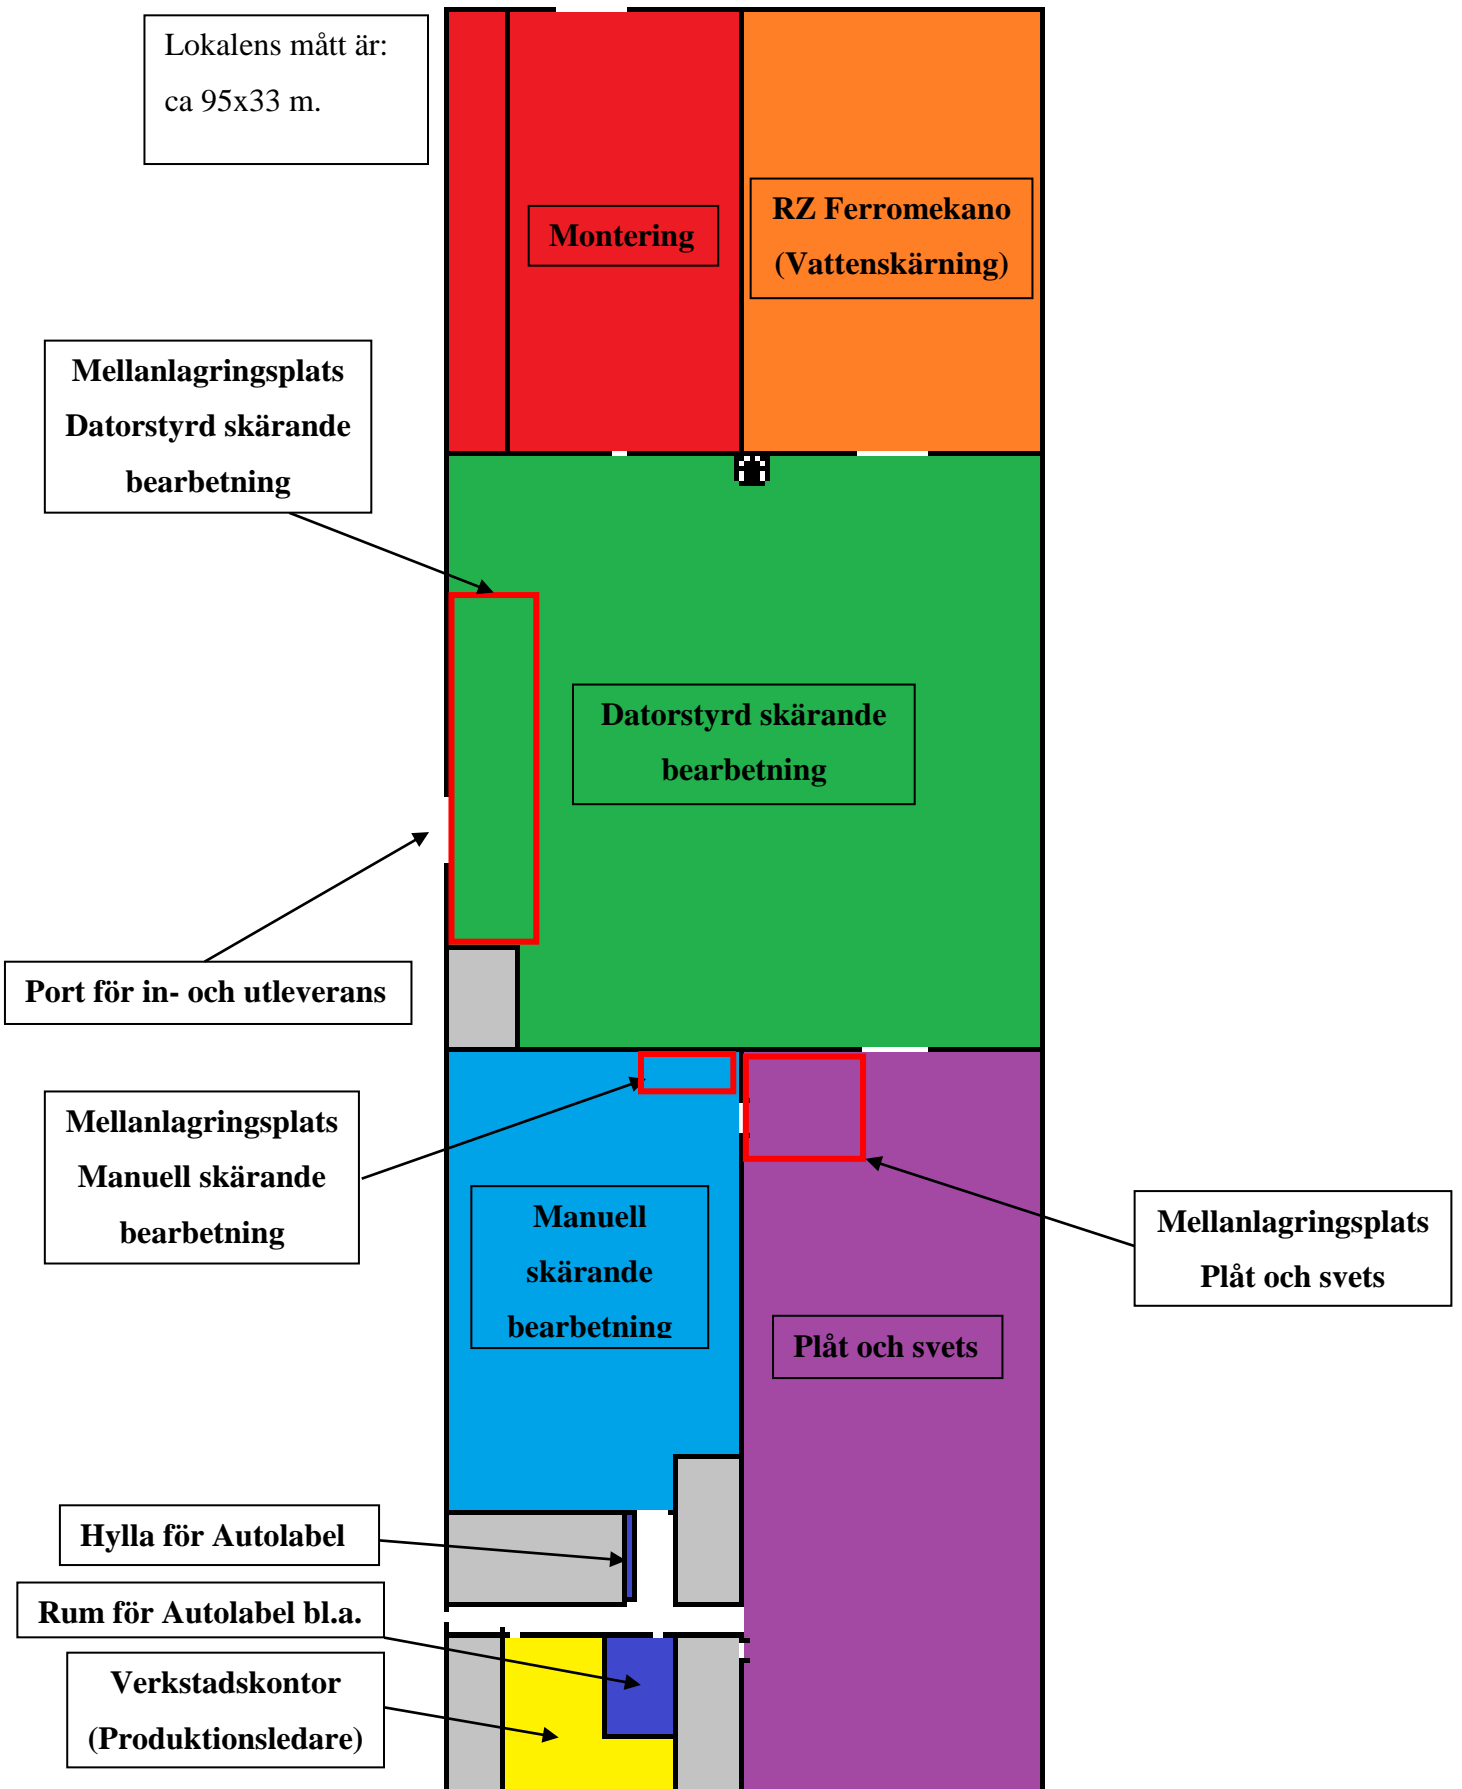 Lokalens mått är:
ca 95x33 m.
Montering
RZ Ferromekano
(Vattenskärning)
Mellanlagringsplats
Datorstyrd skärande
bearbetning
Datorstyrd skärande
bearbetning
Port för in- och utleverans
Mellanlagringsplats
Manuell skärande
bearbetning
Manuell
skärande
bearbetning
Mellanlagringsplats
Plåt och svets
Plåt och svets
Hylla för Autolabel
Rum för Autolabel bl.a.
Verkstadskontor
(Produktionsledare)